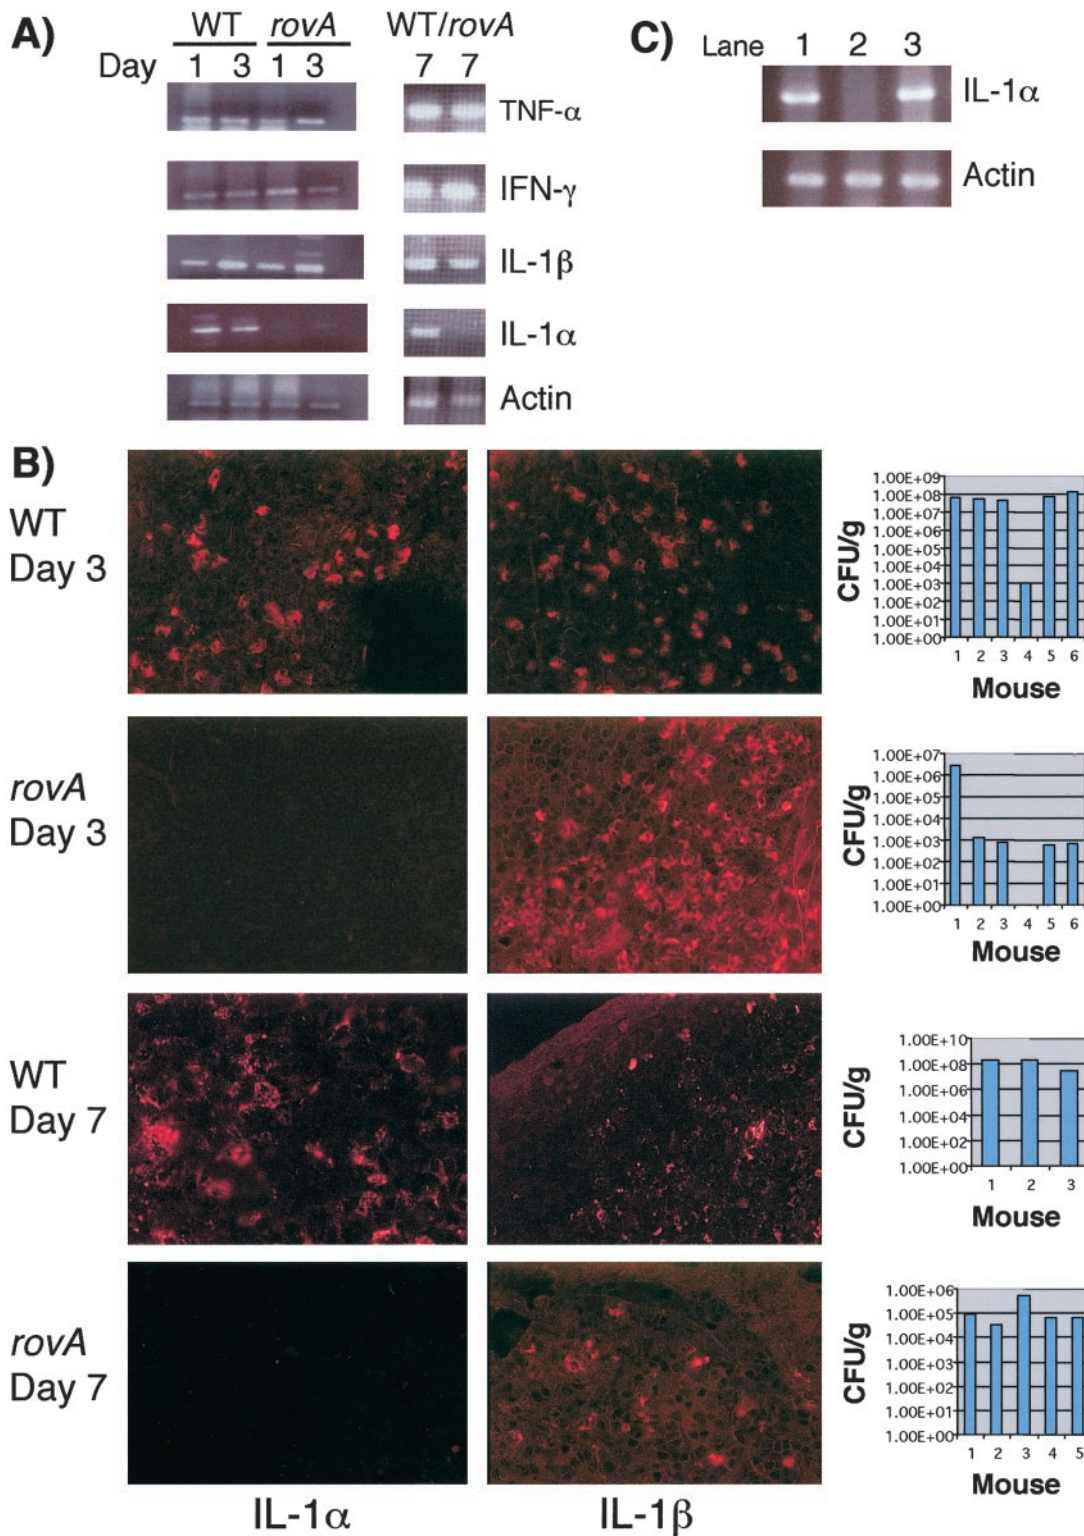 A)
WT rovA
Day 1 3 1 3
WT/rovA
7 7
TNF-α
IFN-γ
IL-1β
IL-1α
Actin
C)
Lane 1 2 3
IL-1α
Actin
B)
WT
Day 3
CFU/g
1.00E+09
1.00E+08
1.00E+07
1.00E+06
1.00E+05
1.00E+04
1.00E+03
1.00E+02
1.00E+01
1.00E+00
1 2 3 4 5 6
Mouse
rovA
Day 3
CFU/g
1.00E+07
1.00E+06
1.00E+05
1.00E+04
1.00E+03
1.00E+02
1.00E+01
1.00E+00
1 2 3 4 5 6
Mouse
WT
Day 7
CFU/g
1.00E+10
1.00E+08
1.00E+06
1.00E+04
1.00E+02
1.00E+00
1 2 3
Mouse
rovA
Day 7
CFU/g
1.00E+06
1.00E+05
1.00E+04
1.00E+03
1.00E+02
1.00E+01
1.00E+00
1 2 3 4 5
Mouse
IL-1α IL-1β